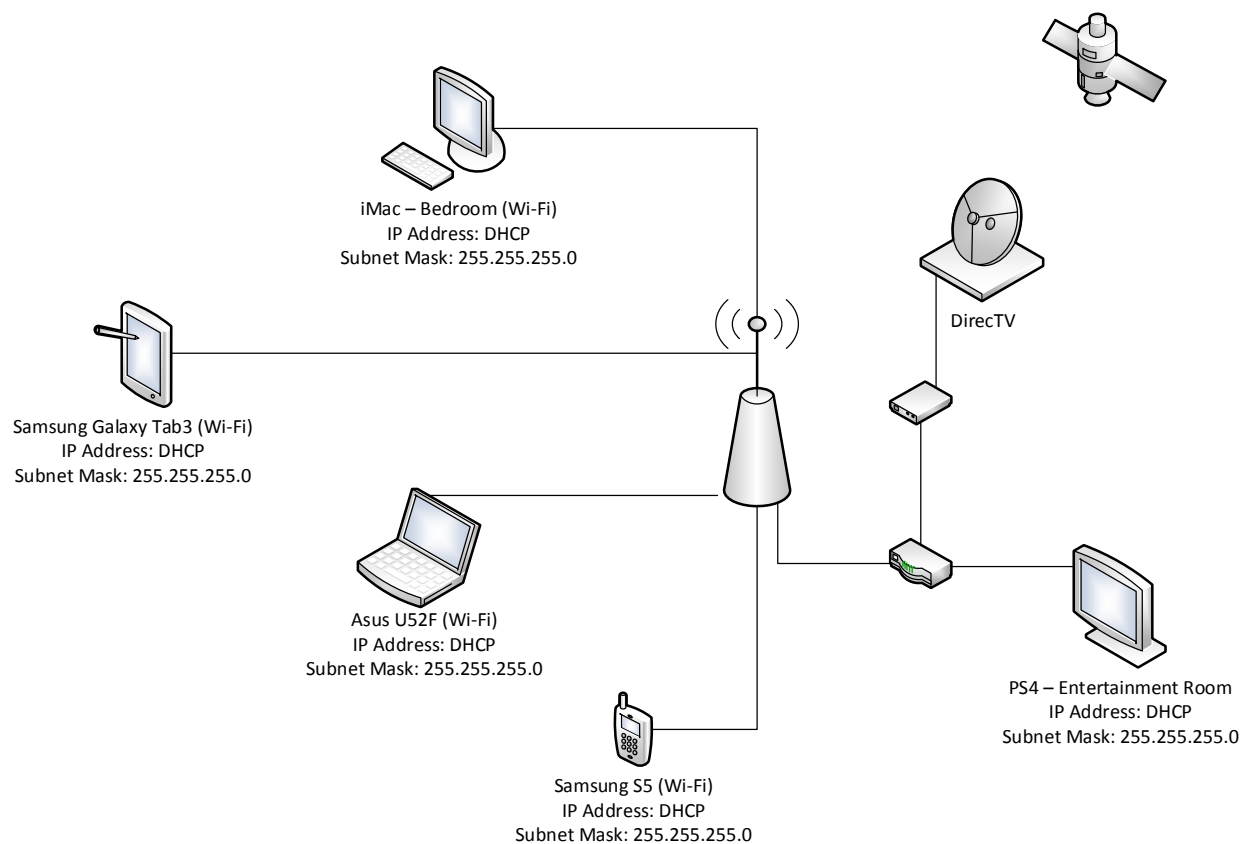 iMac – Bedroom (Wi-Fi)
IP Address: DHCP
Subnet Mask: 255.255.255.0
DirecTV
Samsung Galaxy Tab3 (Wi-Fi)
IP Address: DHCP
Subnet Mask: 255.255.255.0
Asus U52F (Wi-Fi)
IP Address: DHCP
Subnet Mask: 255.255.255.0
PS4 – Entertainment Room
IP Address: DHCP
Subnet Mask: 255.255.255.0
Samsung S5 (Wi-Fi)
IP Address: DHCP
Subnet Mask: 255.255.255.0